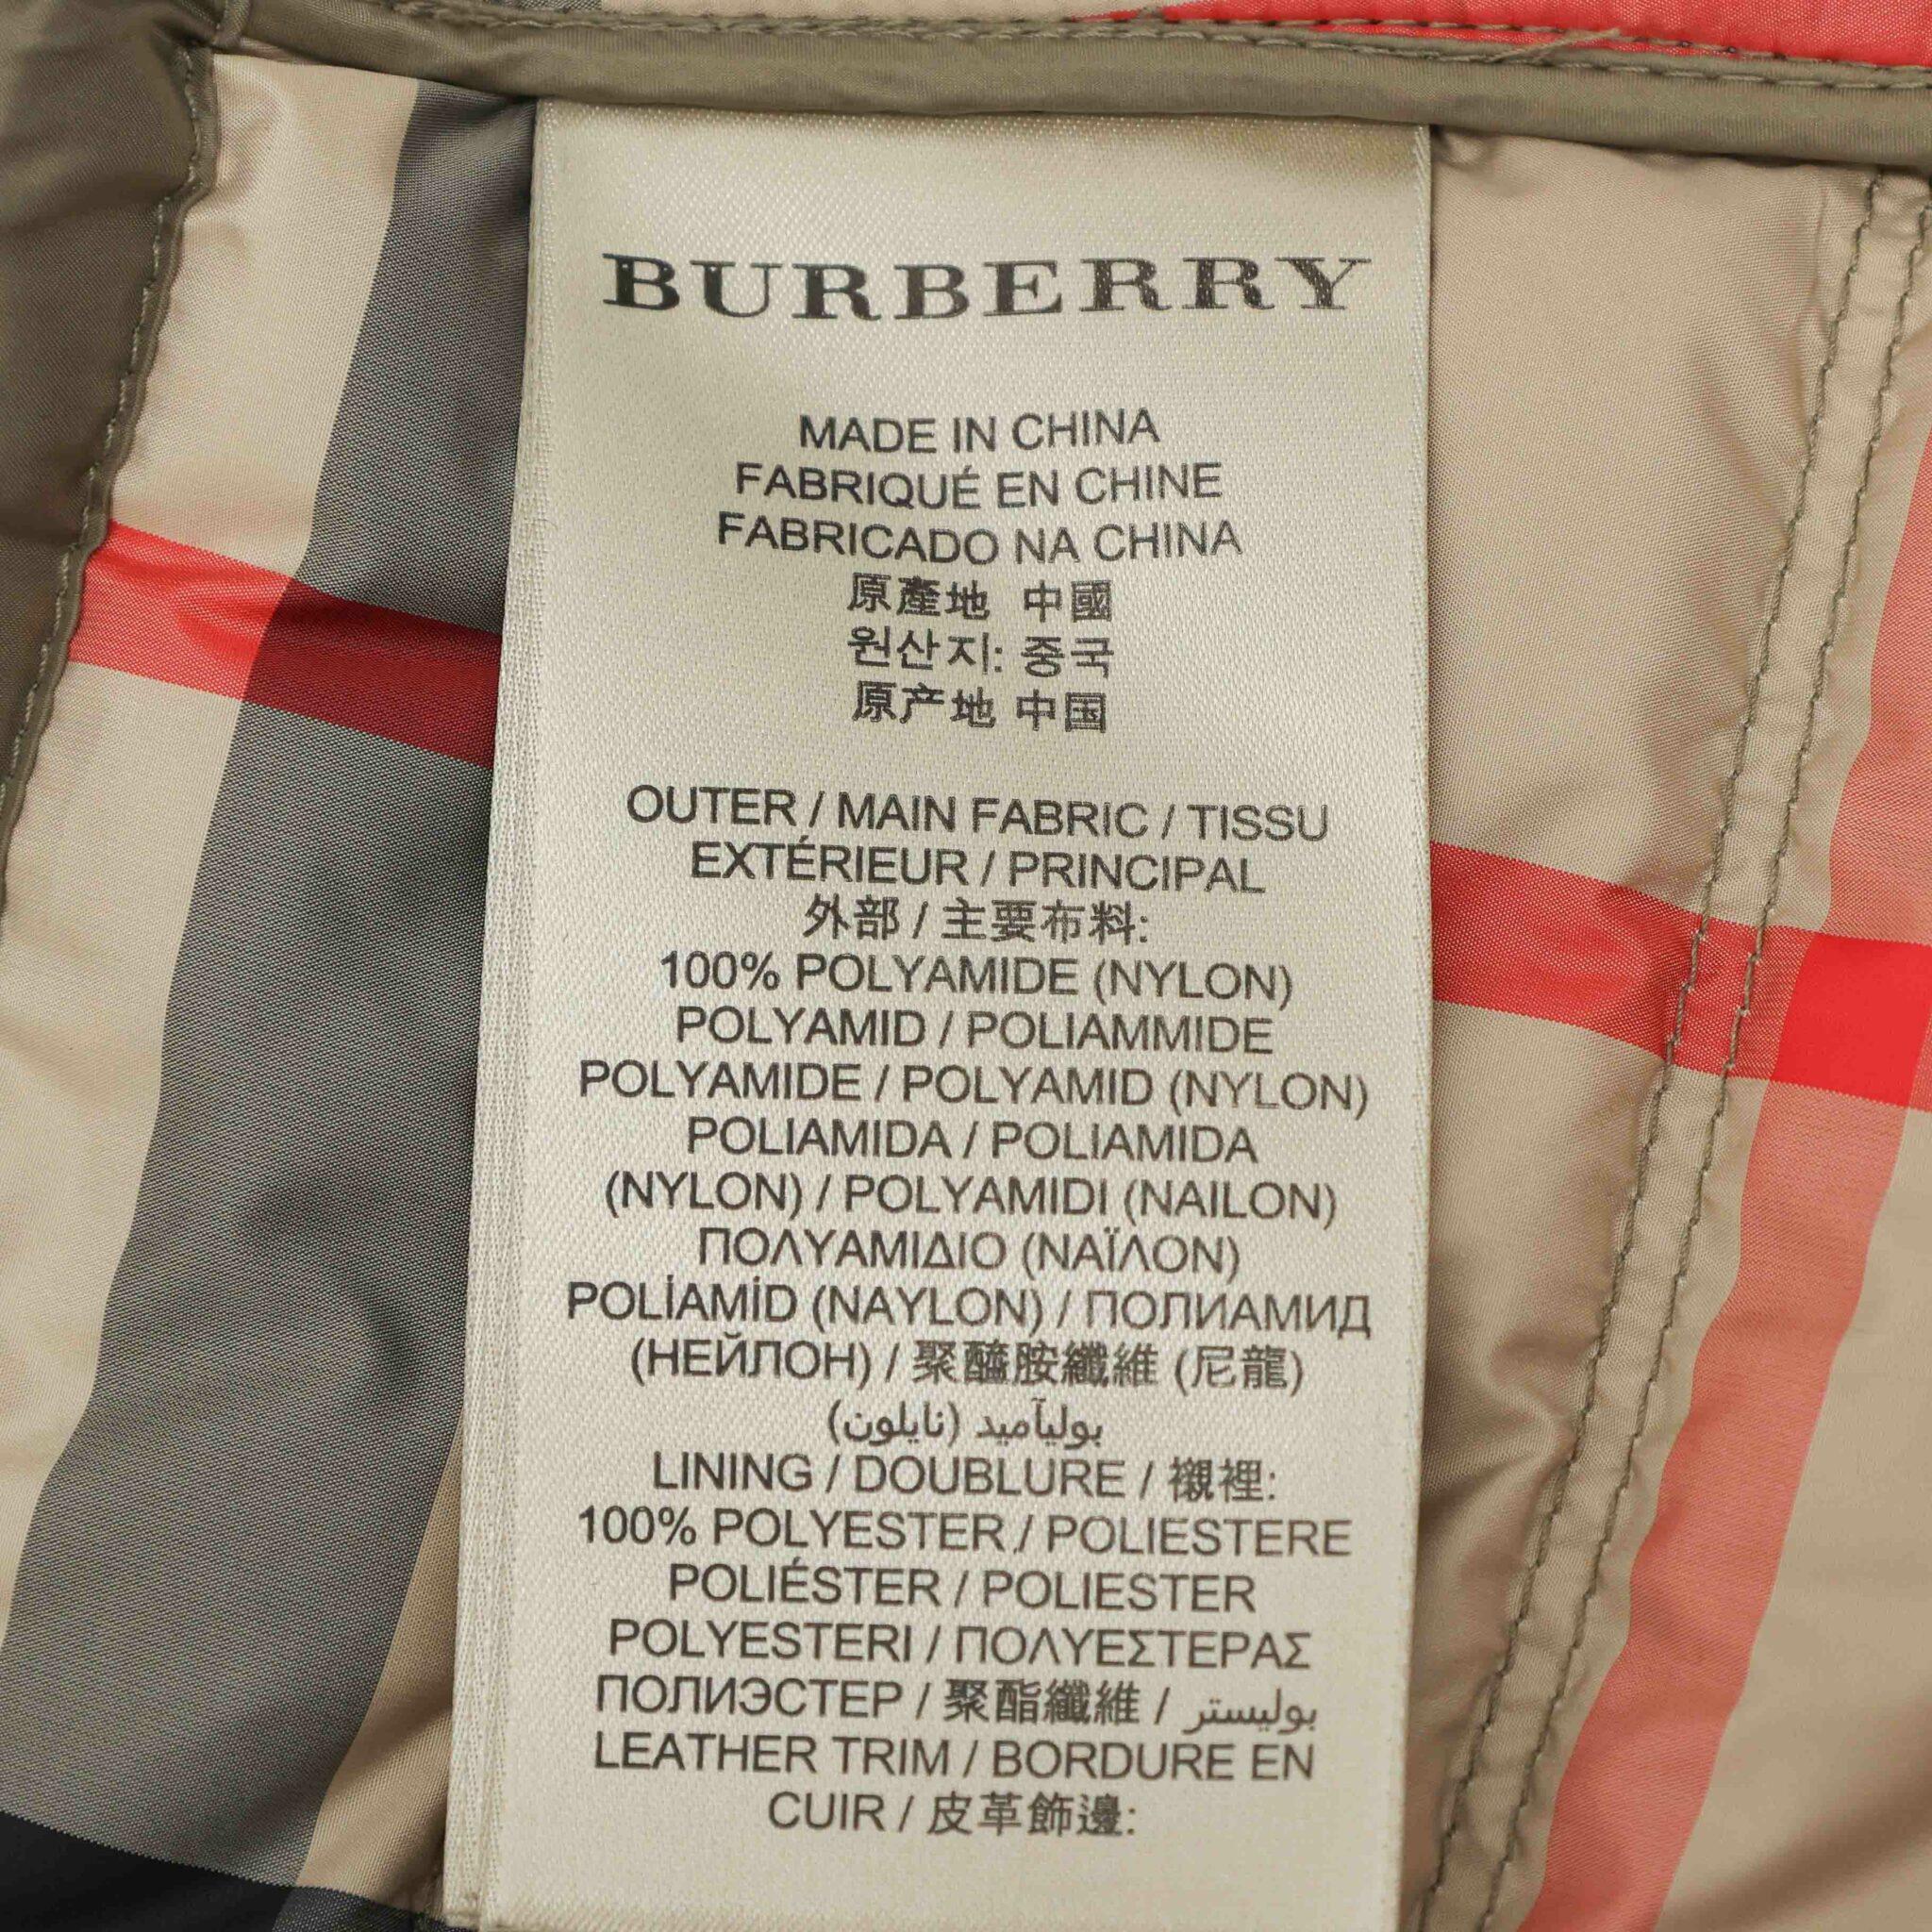 BURBERRY
MADE IN CHINA
FABRIQUÉ EN CHINE
FABRICADO NA CHINA
原產地 中國
원산지: 중국
原产地 中国
OUTER / MAIN FABRIC / TISSU
EXTÉRIEUR / PRINCIPAL
外部 / 主要布料:
100% POLYAMIDE (NYLON)
POLYAMID / POLIAMMIDE
POLYAMIDE / POLYAMID (NYLON)
POLIAMIDA / POLIAMIDA
(NYLON) / POLYAMIDI (NAILON)
ΠΟΛΥΑΜΙΔΙΟ (ΝΑΪΛΟΝ)
POLİAMİD (NAYLON) / ПОЛИАМИД
(НЕЙЛОН) / 聚醯胺纖維 (尼龍)
بولیآمید (نایلون)
LINING / DOUBLURE / 襯裡:
100% POLYESTER / POLIESTERE
POLIÉSTER / POLIESTER
POLYESTERI / ΠΟΛΥΕΣΤΕΡΑΣ
ПОЛИЭСТЕР / 聚酯纖維 / بولیستر
LEATHER TRIM / BORDURE EN
CUIR / 皮革飾邊: